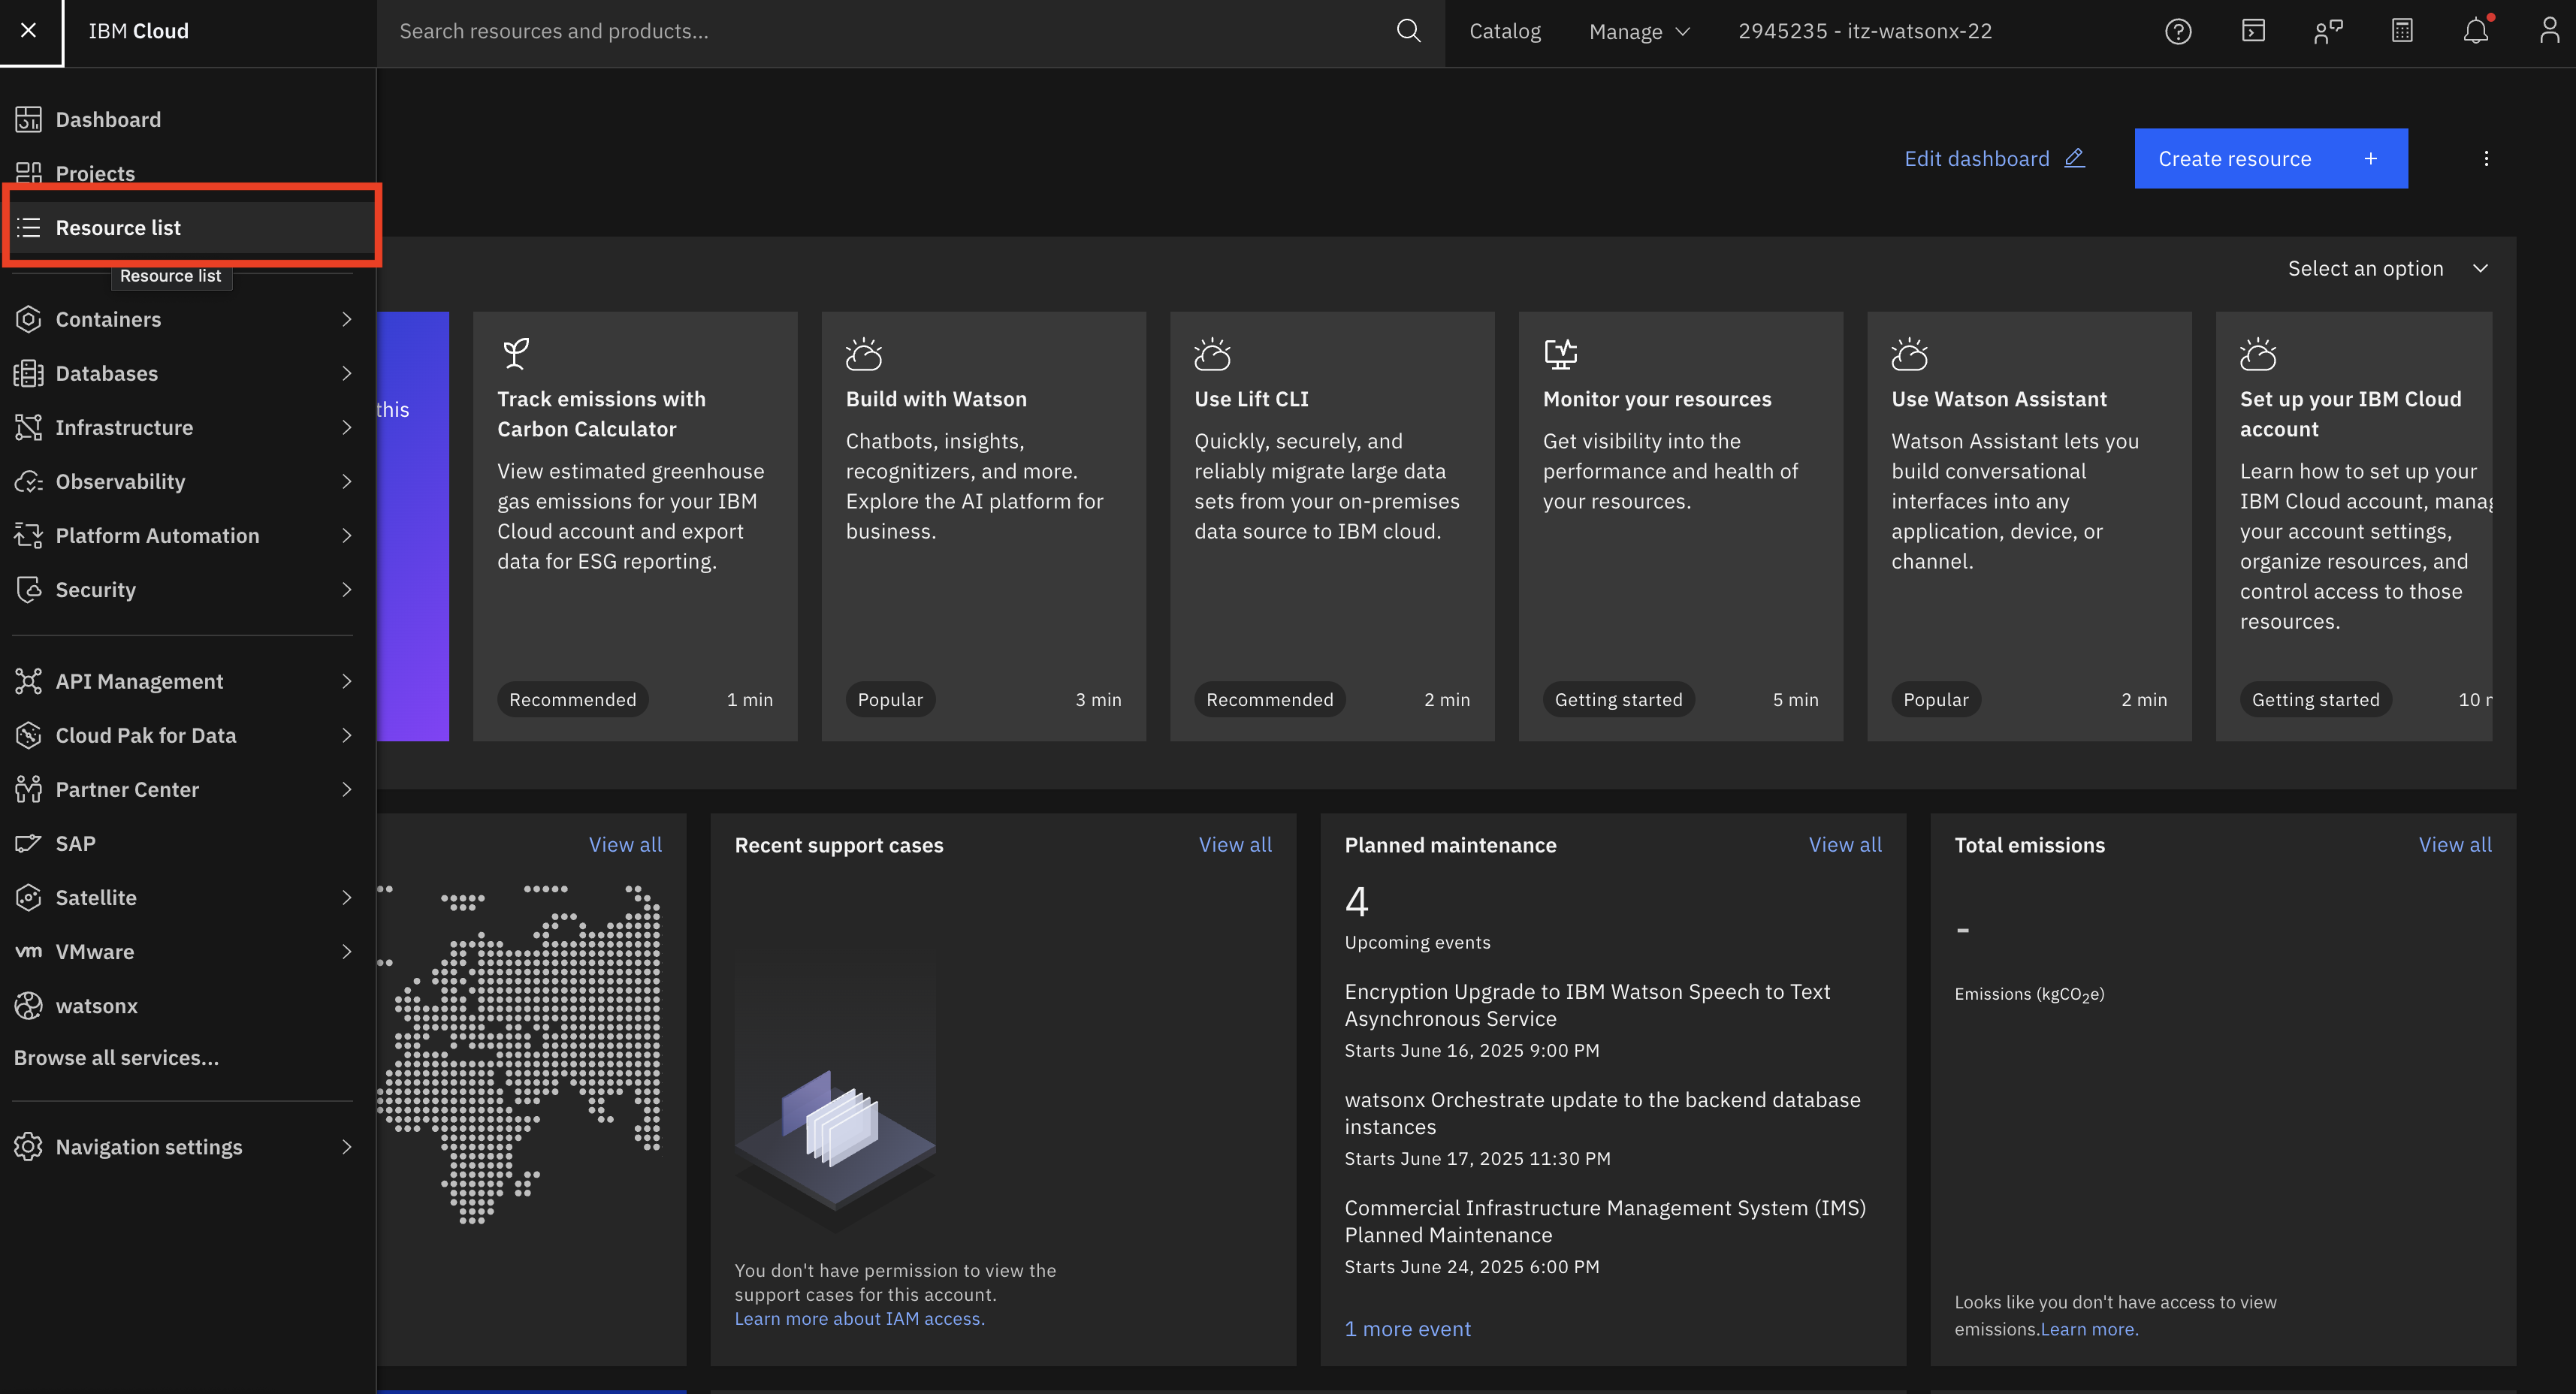 IBM Cloud
Search resources and products...
Catalog
Manage
2945235 - itz-watsonx-22
Dashboard
Projects
Resource list
Resource list
Containers
Databases
Infrastructure
Observability
Platform Automation
Security
API Management
Cloud Pak for Data
Partner Center
SAP
Satellite
vm VMware
watsonx
Browse all services...
Navigation settings
Edit dashboard
Create resource +
Select an option
this
Track emissions with
Carbon Calculator
View estimated greenhouse
gas emissions for your IBM
Cloud account and export
data for ESG reporting.
Recommended
1 min
Build with Watson
Chatbots, insights,
recognitizers, and more.
Explore the AI platform for
business.
Popular
3 min
Use Lift CLI
Quickly, securely, and
reliably migrate large data
sets from your on-premises
data source to IBM cloud.
Recommended
2 min
Monitor your resources
Get visibility into the
performance and health of
your resources.
Getting started
5 min
Use Watson Assistant
Watson Assistant lets you
build conversational
interfaces into any
application, device, or
channel.
Popular
2 min
Set up your IBM Cloud
account
Learn how to set up your
IBM Cloud account, manag
your account settings,
organize resources, and
control access to those
resources.
Getting started
10
View all
Recent support cases
View all
You don't have permission to view the
support cases for this account.
Learn more about IAM access.
Planned maintenance
View all
4
Upcoming events
Encryption Upgrade to IBM Watson Speech to Text
Asynchronous Service
Starts June 16, 2025 9:00 PM
watsonx Orchestrate update to the backend database
instances
Starts June 17, 2025 11:30 PM
Commercial Infrastructure Management System (IMS)
Planned Maintenance
Starts June 24, 2025 6:00 PM
1 more event
Total emissions
View all
-
Emissions (kgCO₂e)
Looks like you don't have access to view
emissions.Learn more.